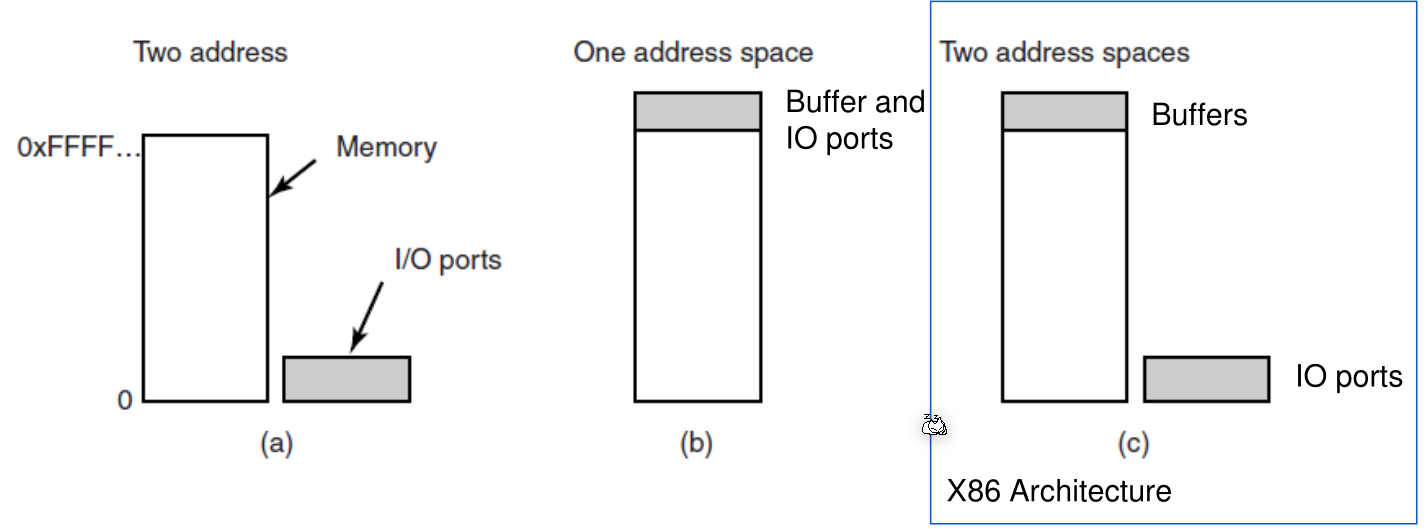 Two address
0xFFFF...
Memory
I/O ports
0
(a)
One address space
Buffer and
IO ports
(b)
Two address spaces
Buffers
IO ports
(c)
X86 Architecture